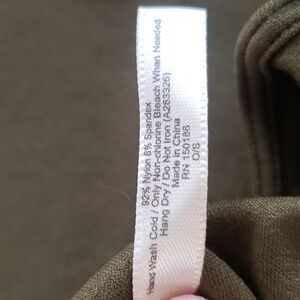 92% Nylon 8% Spandex
Hand Wash Cold / Only Non-chlorine Bleach When Needed
Hang Dry / Do Not Iron (A283326)
Made in China
RN 150186
O/S